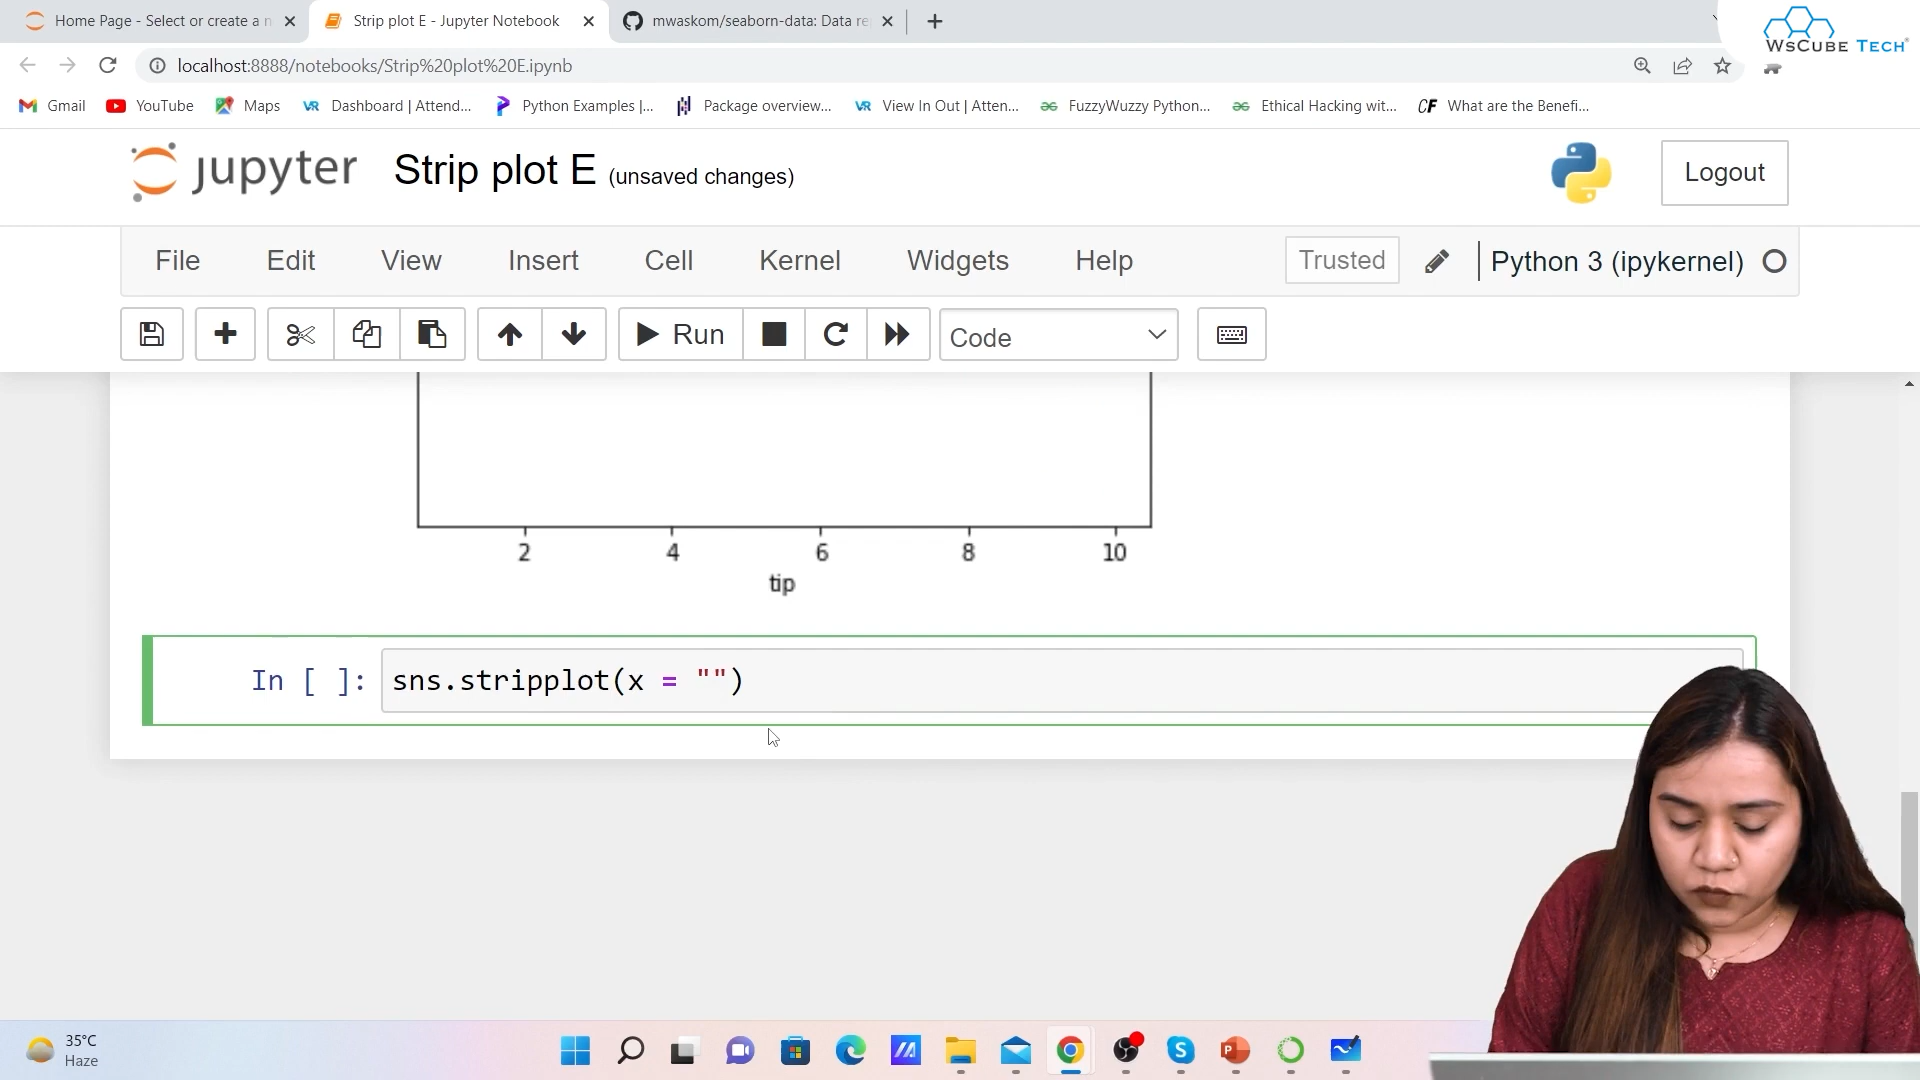 Home Page - Select or create a n
Strip plot E - Jupyter Notebook
mwaskom/seaborn-data: Data re
WSCUBE TECH
localhost:8888/notebooks/Strip%20plot%20E.ipynb
Gmail
YouTube
Maps
Dashboard | Attend...
Python Examples |...
Package overview...
View In Out | Atten...
FuzzyWuzzy Python...
Ethical Hacking wit...
CF What are the Benefi...
jupyter
Strip plot E (unsaved changes)
Logout
File
Edit
View
Insert
Cell
Kernel
Widgets
Help
Trusted
Python 3 (ipykernel)
Run
Code
2 4 6 8 10
tip
In [ ]: sns.stripplot(x = "")
35°C
Haze